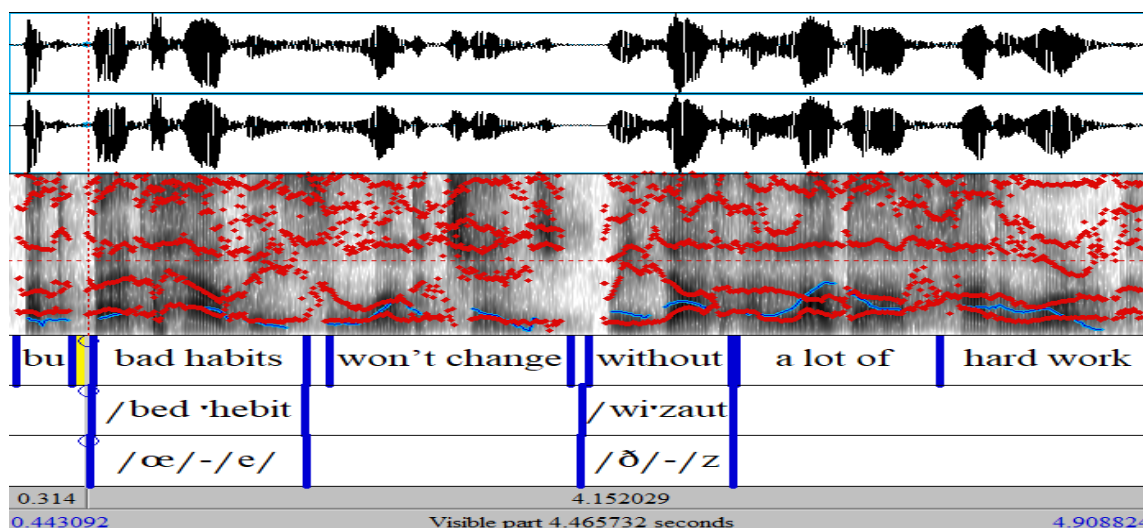 bu bad habits won't change without a lot of hard work
/bed ˈhebit /wiˈzaut
/œ/-/e/ /ð/-/z
0.314 4.152029
0.443092 Visible part 4.465732 seconds 4.90882